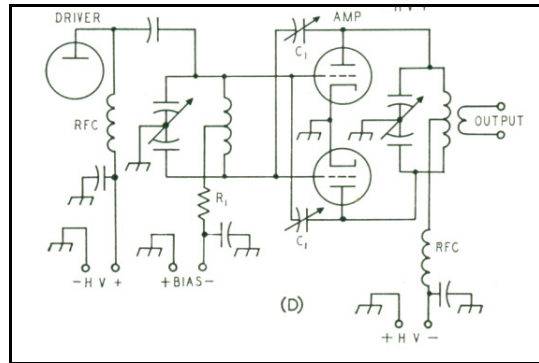 DRIVER
AMP
C1
RFC
OUTPUT
R1
C1
RFC
-HV+
+BIAS-
(D)
+HV-